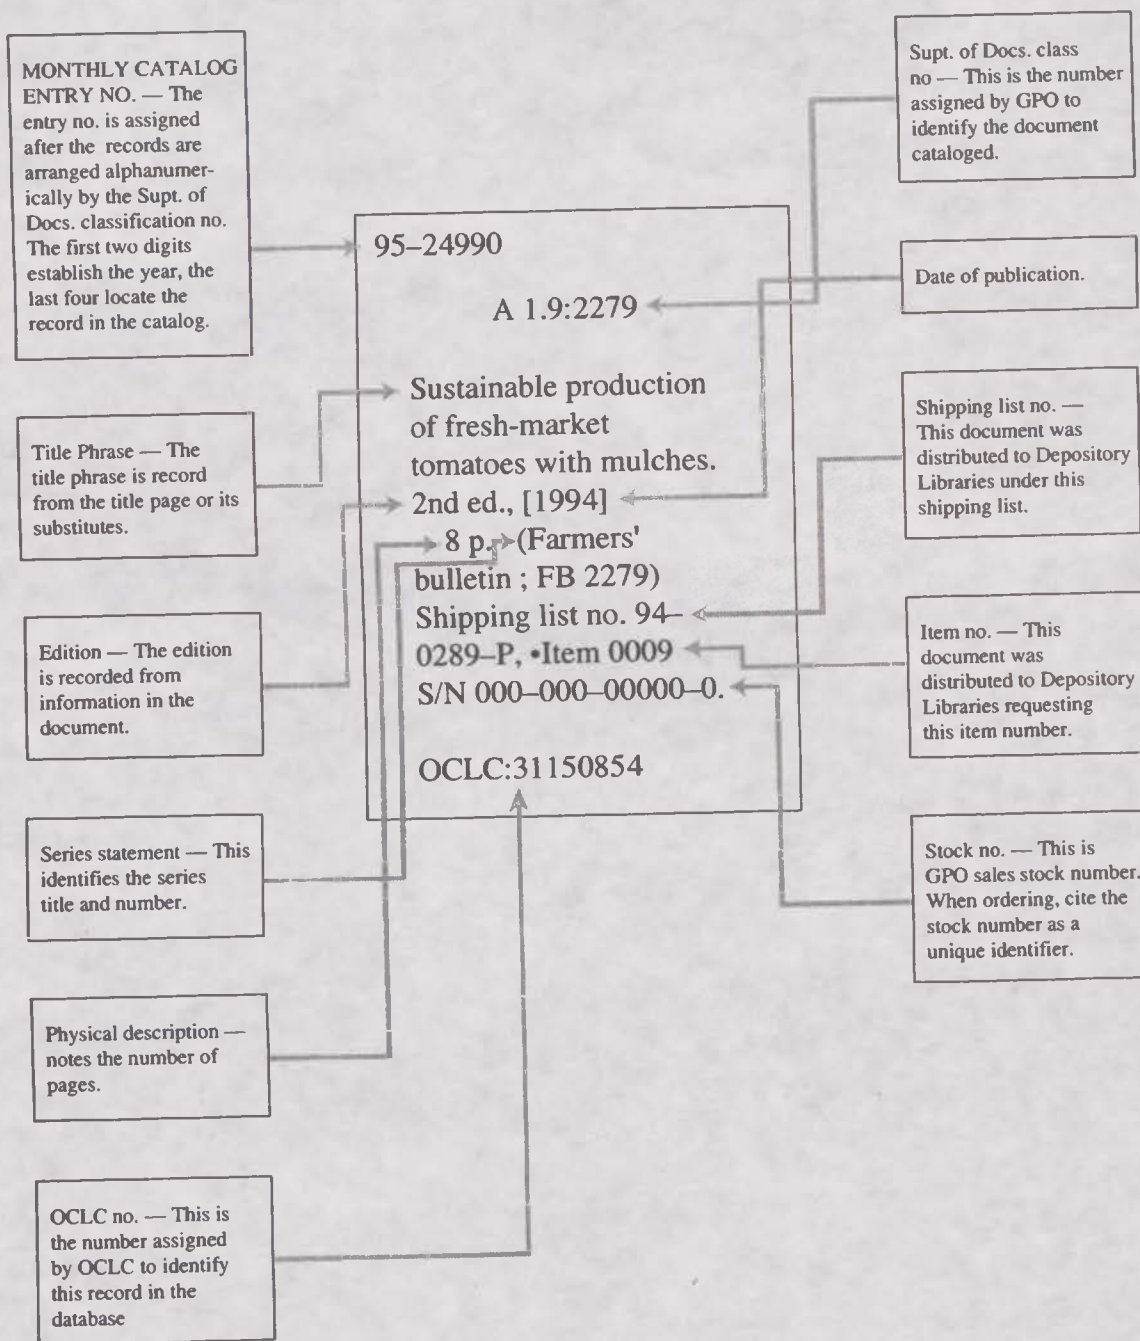 MONTHLY CATALOG
ENTRY NO. — The
entry no. is assigned
after the records are
arranged alphanumer-
ically by the Supt. of
Docs. classification no.
The first two digits
establish the year, the
last four locate the
record in the catalog.
Title Phrase — The
title phrase is record
from the title page or its
substitutes.
Edition — The edition
is recorded from
information in the
document.
Series statement — This
identifies the series
title and number.
Physical description —
notes the number of
pages.
OCLC no. — This is
the number assigned
by OCLC to identify
this record in the
database
95–24990
A 1.9:2279
Sustainable production
of fresh-market
tomatoes with mulches.
2nd ed., [1994]
8 p. (Farmers'
bulletin ; FB 2279)
Shipping list no. 94–
0289–P, •Item 0009
S/N 000–000–00000–0.
OCLC:31150854
Supt. of Docs. class
no — This is the number
assigned by GPO to
identify the document
cataloged.
Date of publication.
Shipping list no. —
This document was
distributed to Depository
Libraries under this
shipping list.
Item no. — This
document was
distributed to Depository
Libraries requesting
this item number.
Stock no. — This is
GPO sales stock number.
When ordering, cite the
stock number as a
unique identifier.